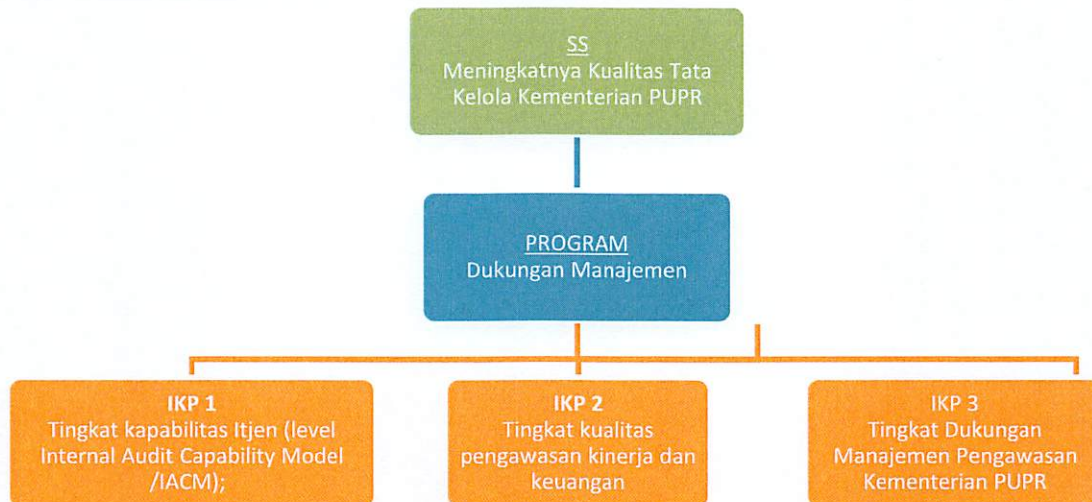 SS
Meningkatnya Kualitas Tata
Kelola Kementerian PUPR
PROGRAM
Dukungan Manajemen
IKP 1
Tingkat kapabilitas Itjen (level
Internal Audit Capability Model
/IACM);
IKP 2
Tingkat kualitas
pengawasan kinerja dan
keuangan
IKP 3
Tingkat Dukungan
Manajemen Pengawasan
Kementerian PUPR